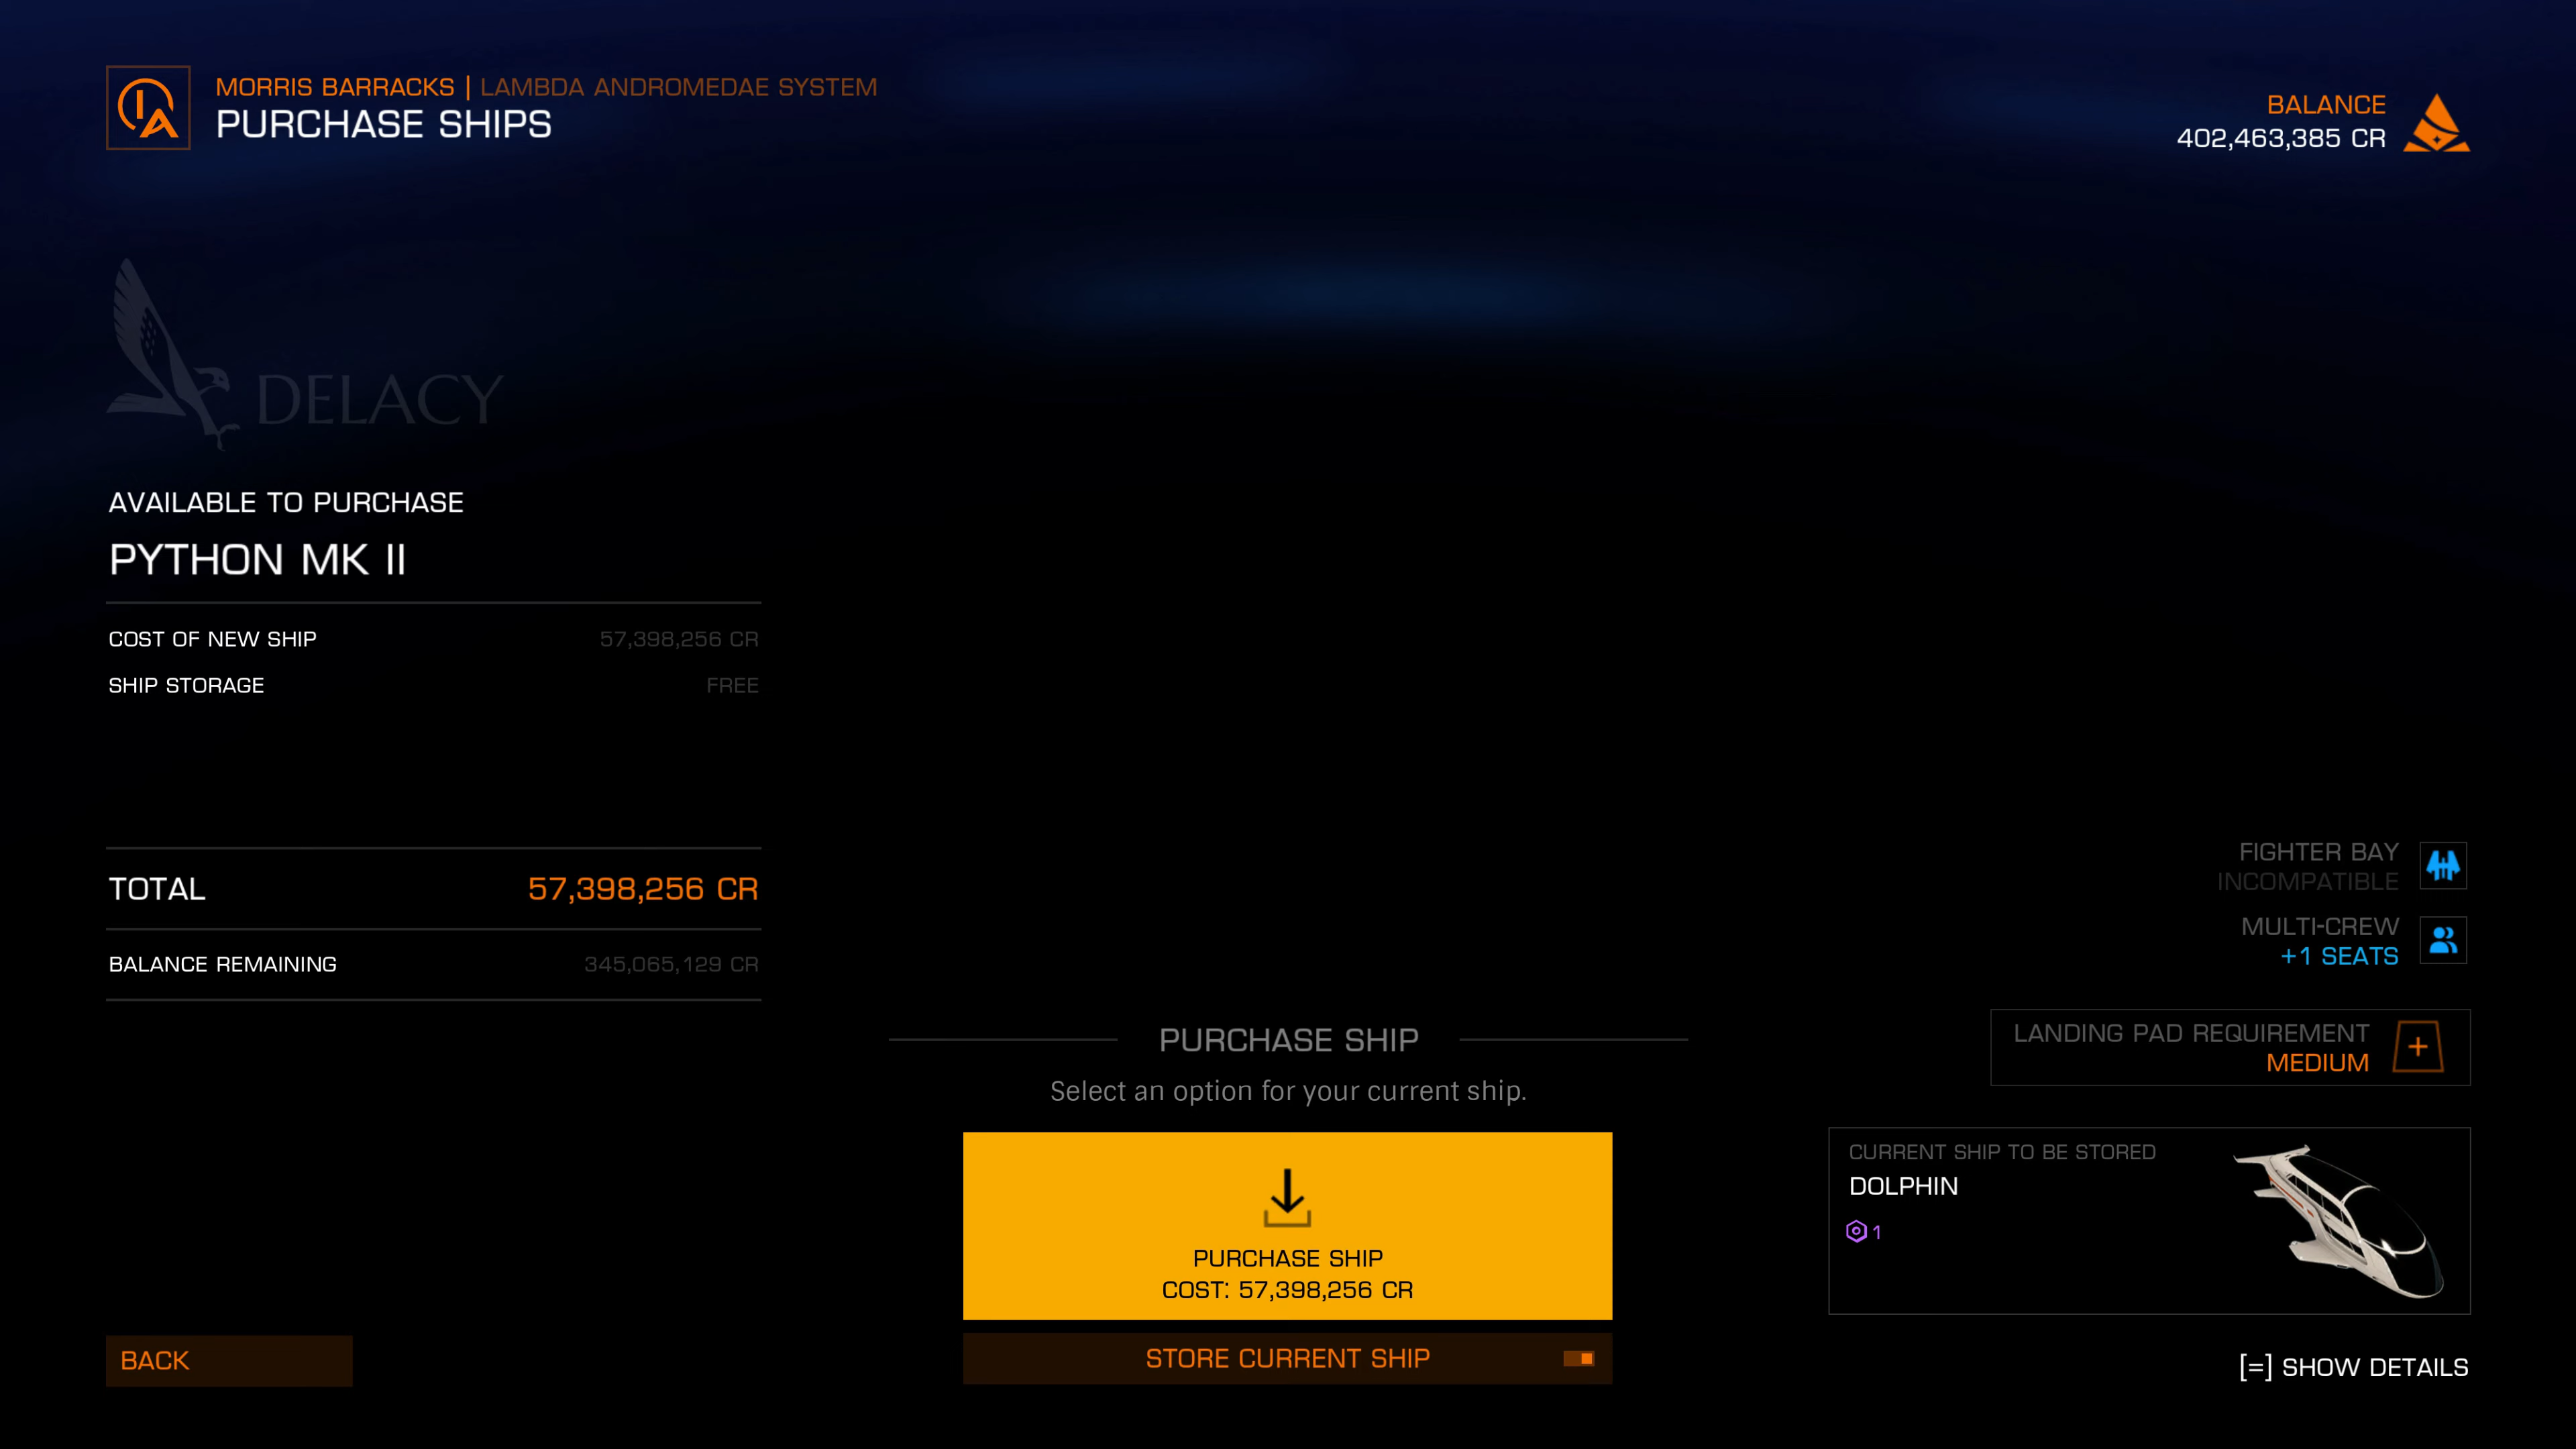 MORRIS BARRACKS | LAMBDA ANDROMEDAE SYSTEM
PURCHASE SHIPS
BALANCE
402,463,385 CR
DELACY
AVAILABLE TO PURCHASE
PYTHON MK II
COST OF NEW SHIP 57,398,256 CR
SHIP STORAGE FREE
TOTAL 57,398,256 CR
BALANCE REMAINING 345,065,129 CR
FIGHTER BAY
INCOMPATIBLE
MULTI-CREW
+1 SEATS
LANDING PAD REQUIREMENT
MEDIUM
PURCHASE SHIP
Select an option for your current ship.
PURCHASE SHIP
COST: 57,398,256 CR
STORE CURRENT SHIP
CURRENT SHIP TO BE STORED
DOLPHIN
1
BACK
[=] SHOW DETAILS